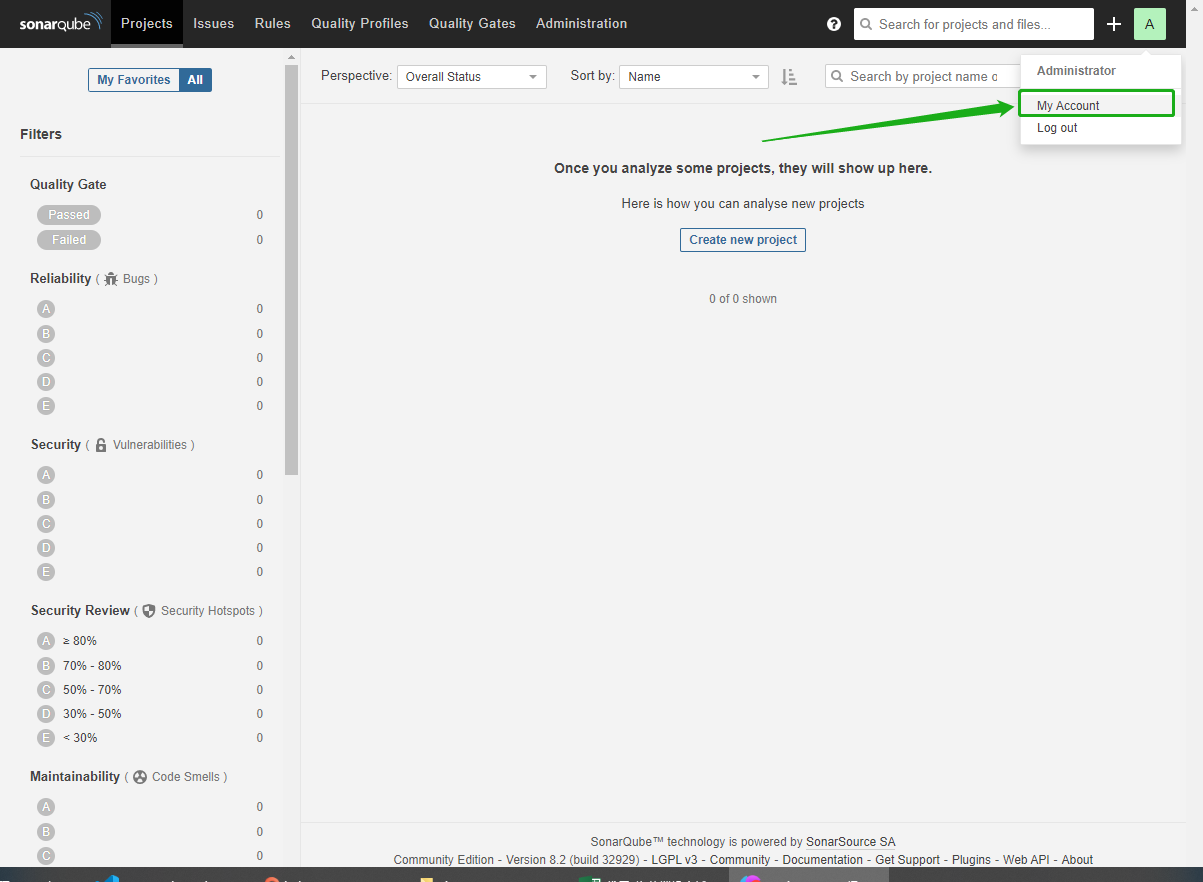 sonarqube Projects Issues Rules Quality Profiles Quality Gates Administration ? Search for projects and files... + A
My Favorites All
Perspective: Overall Status Sort by: Name Search by project name o
Administrator
My Account
Log out
Filters
Once you analyze some projects, they will show up here.
Here is how you can analyse new projects
Create new project
0 of 0 shown
Quality Gate
Passed 0
Failed 0
Reliability ( Bugs )
A 0
B 0
C 0
D 0
E 0
Security ( Vulnerabilities )
A 0
B 0
C 0
D 0
E 0
Security Review ( Security Hotspots )
A ≥ 80% 0
B 70% - 80% 0
C 50% - 70% 0
D 30% - 50% 0
E < 30% 0
Maintainability ( Code Smells )
A 0
B 0
C 0
SonarQube™ technology is powered by SonarSource SA
Community Edition - Version 8.2 (build 32929) - LGPL v3 - Community - Documentation - Get Support - Plugins - Web API - About